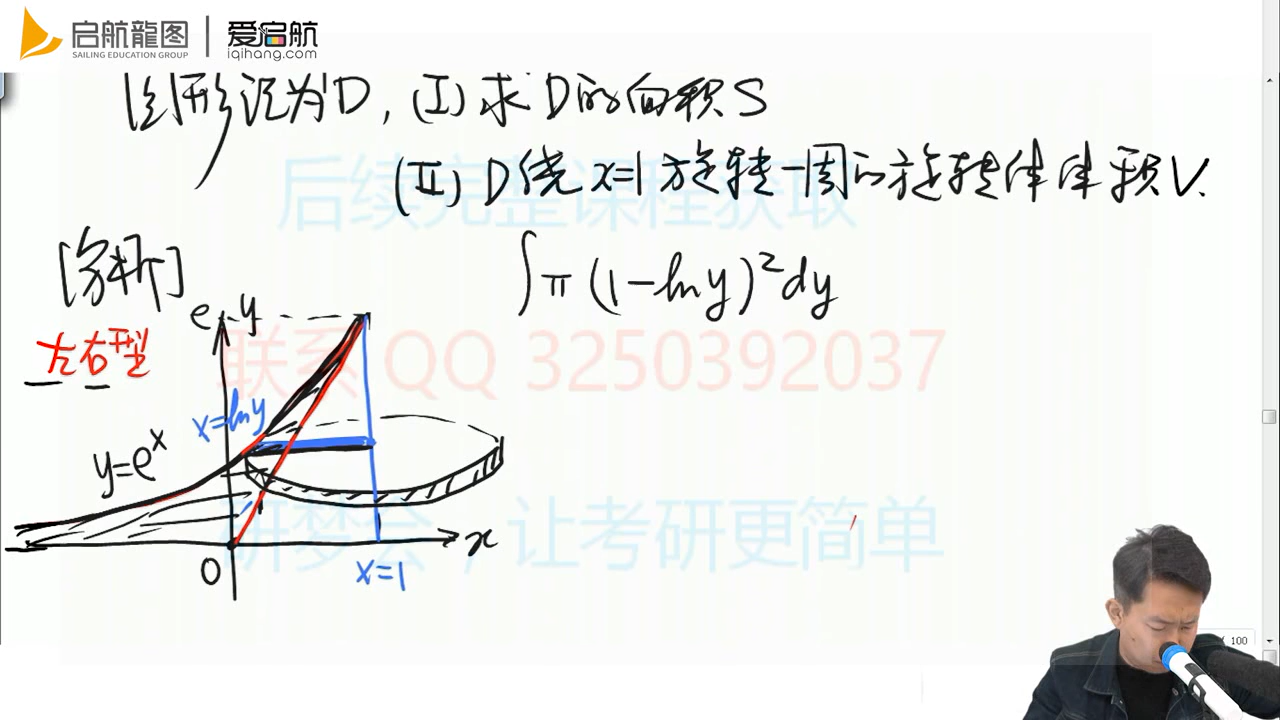 启航龍图 爱启航
SAILING EDUCATION GROUP iqihang.com
图形记为D, (I) 求D的面积S
(II) D绕x=1旋转一周的旋转体体积V.
后续完整课程获取
[分析]
∫π(1-lny)²dy
e y
左右型
联系QQ 3250392037
x=lny
y=e^x
研梦会，让考研更简单
0
x
x=1
100